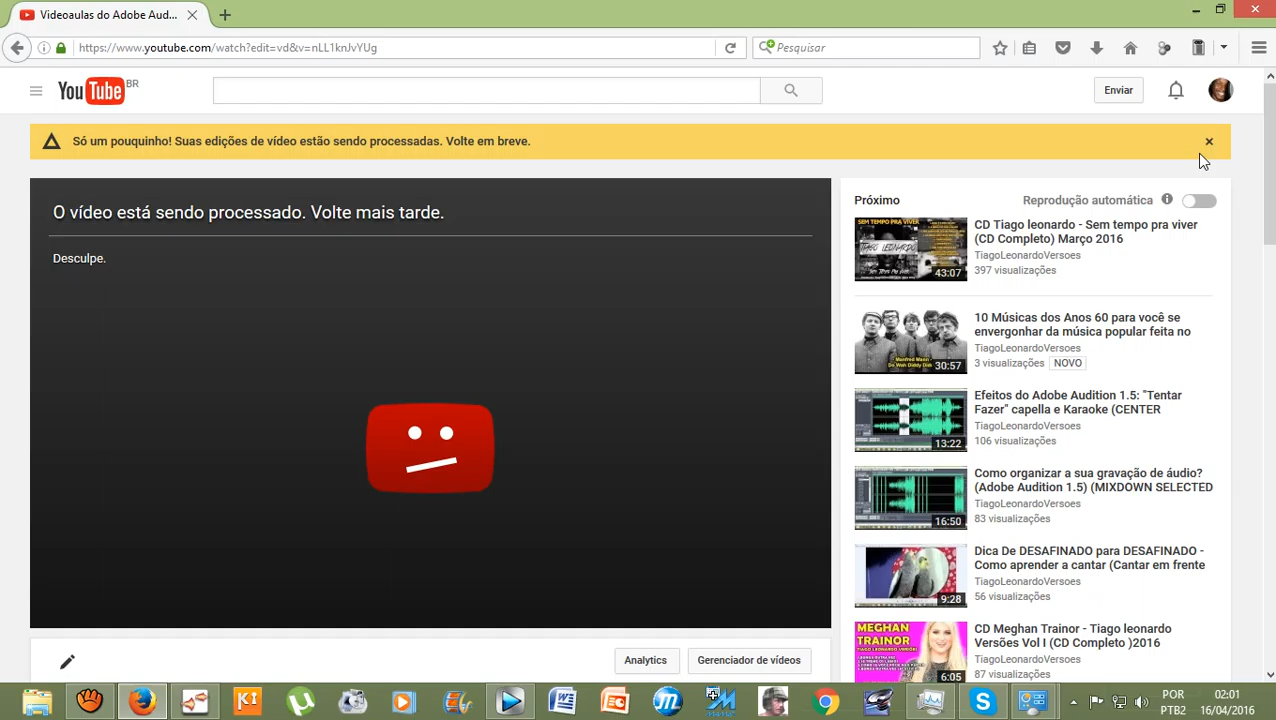 Videoaulas do Adobe Aud...
https://www.youtube.com/watch?edit=vd&v=nLL1knJvYUg
Pesquisar
YouTube BR
Enviar
Só um pouquinho! Suas edições de vídeo estão sendo processadas. Volte em breve.
O vídeo está sendo processado. Volte mais tarde.
Desculpe.
Próximo
Reprodução automática
SEM TEMPO PRA VIVER
TIAGO LEONARDO
43:07
CD Tiago leonardo - Sem tempo pra viver
(CD Completo) Março 2016
TiagoLeonardoVersoes
397 visualizações
- Manfred Mann -
30:57
10 Músicas dos Anos 60 para você se
envergonhar da música popular feita no
TiagoLeonardoVersoes
3 visualizações NOVO
13:22
Efeitos do Adobe Audition 1.5: "Tentar
Fazer" capella e Karaoke (CENTER
TiagoLeonardoVersoes
106 visualizações
16:50
Como organizar a sua gravação de áudio?
(Adobe Audition 1.5) (MIXDOWN SELECTED
TiagoLeonardoVersoes
83 visualizações
9:28
Dica De DESAFINADO para DESAFINADO -
Como aprender a cantar (Cantar em frente
TiagoLeonardoVersoes
56 visualizações
MEGHAN
TRAINOR
6:05
CD Meghan Trainor - Tiago leonardo
Versões Vol I (CD Completo )2016
TiagoLeonardoVersoes
87 visualizações
Analytics
Gerenciador de vídeos
POR
PTB2
02:01
16/04/2016